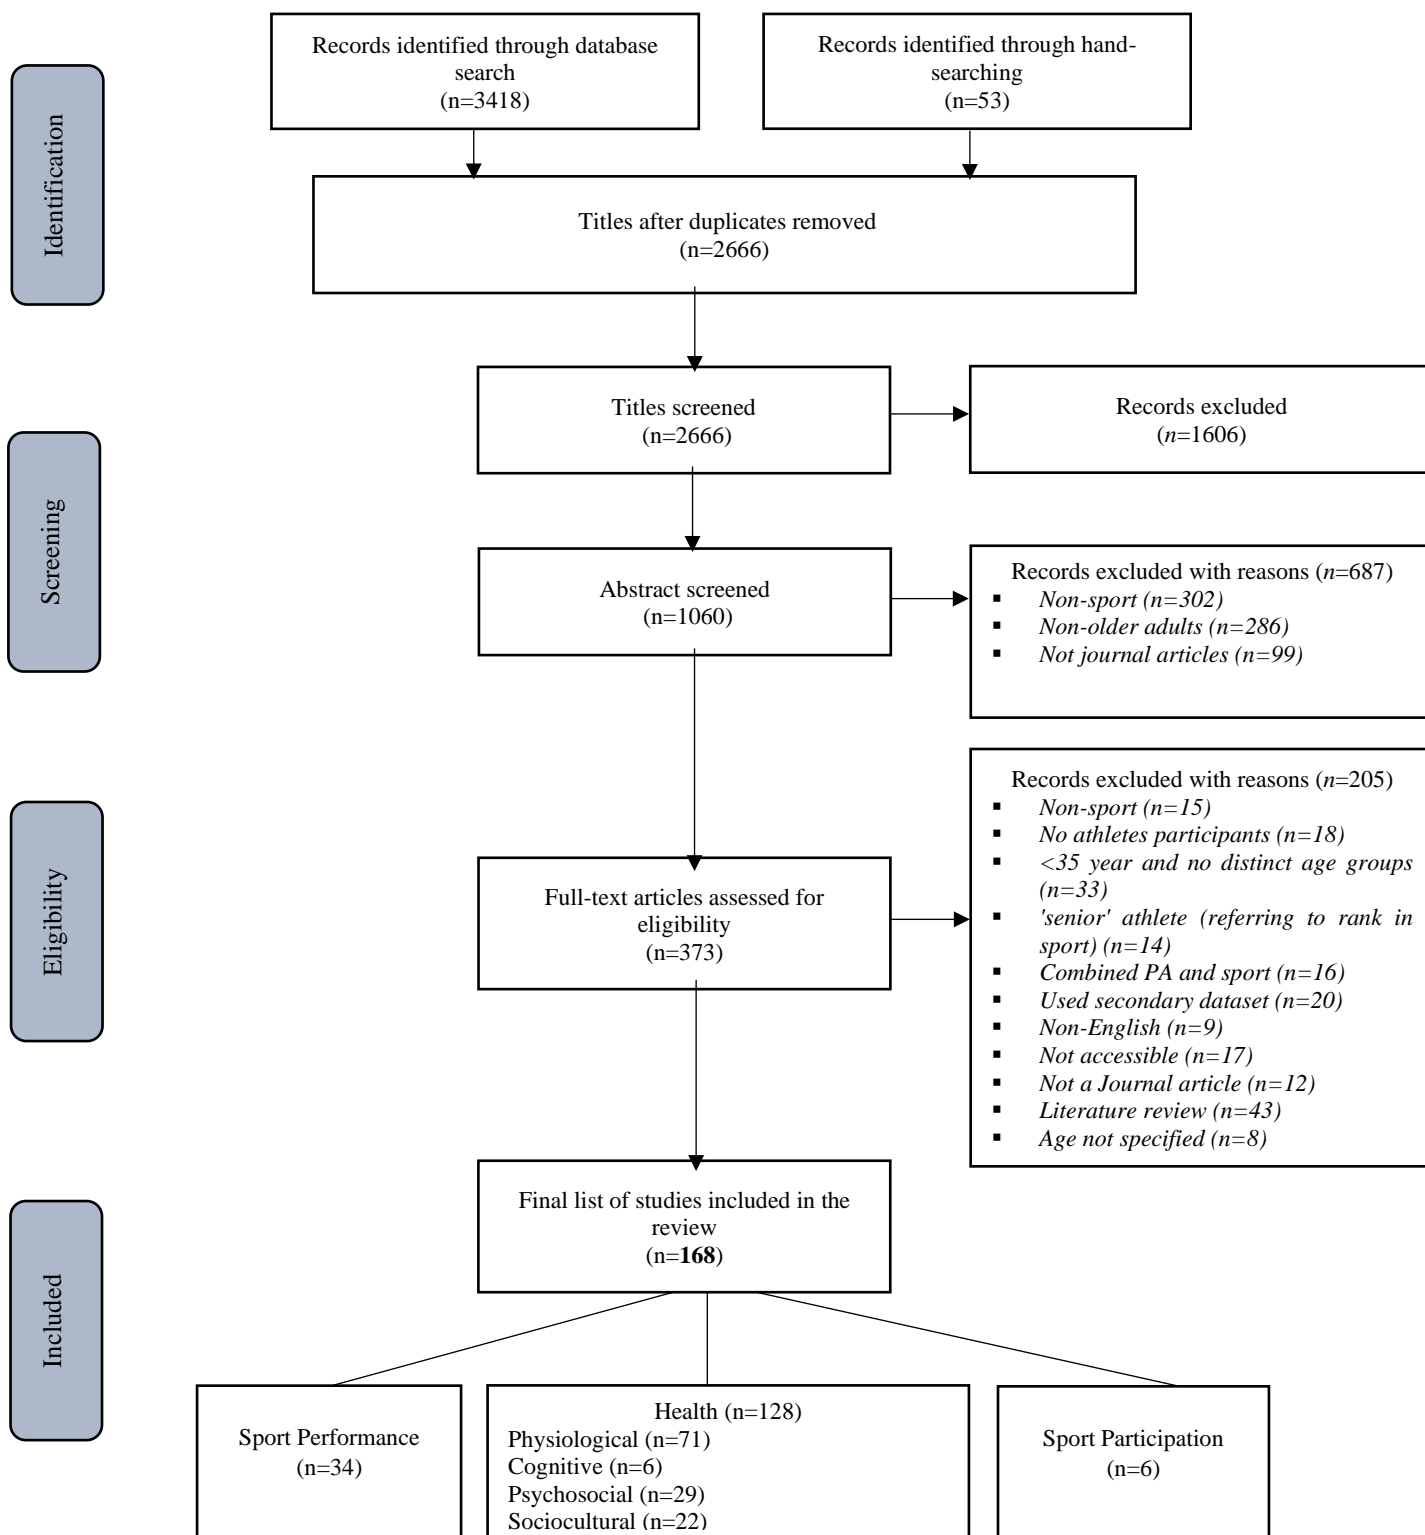 Records identified through database
search
(n=3418)
Records identified through hand-
searching
(n=53)
Identification
Titles after duplicates removed
(n=2666)
Titles screened
(n=2666)
Records excluded
(n=1606)
Screening
Abstract screened
(n=1060)
Records excluded with reasons (n=687)
▪ Non-sport (n=302)
▪ Non-older adults (n=286)
▪ Not journal articles (n=99)
Eligibility
Full-text articles assessed for
eligibility
(n=373)
Records excluded with reasons (n=205)
▪ Non-sport (n=15)
▪ No athletes participants (n=18)
▪ <35 year and no distinct age groups
(n=33)
▪ 'senior' athlete (referring to rank in
sport) (n=14)
▪ Combined PA and sport (n=16)
▪ Used secondary dataset (n=20)
▪ Non-English (n=9)
▪ Not accessible (n=17)
▪ Not a Journal article (n=12)
▪ Literature review (n=43)
▪ Age not specified (n=8)
Included
Final list of studies included in the
review
(n=168)
Sport Performance
(n=34)
Health (n=128)
Physiological (n=71)
Cognitive (n=6)
Psychosocial (n=29)
Sociocultural (n=22)
Sport Participation
(n=6)